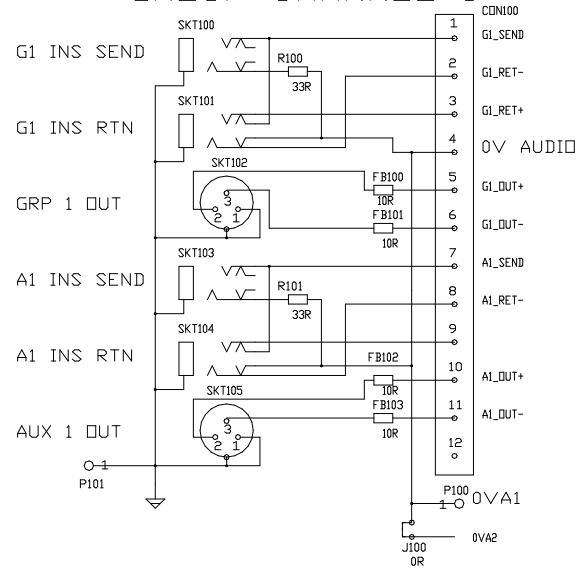 CON100
SKT100
1
G1_SEND
G1 INS SEND
R100
33R
2
G1_RET-
SKT101
3
G1_RET+
G1 INS RTN
4
0V AUDIO
SKT102
FB100
10R
5
G1_OUT+
3
2 1
GRP 1 OUT
FB101
10R
6
G1_OUT-
SKT103
7
A1_SEND
A1 INS SEND
R101
33R
8
A1_RET-
SKT104
9
A1 INS RTN
FB102
10R
10
A1_OUT+
SKT105
FB103
10R
11
A1_OUT-
3
2 1
AUX 1 OUT
12
1
P101
P100
1
0VA1
J100
0R
0VA2